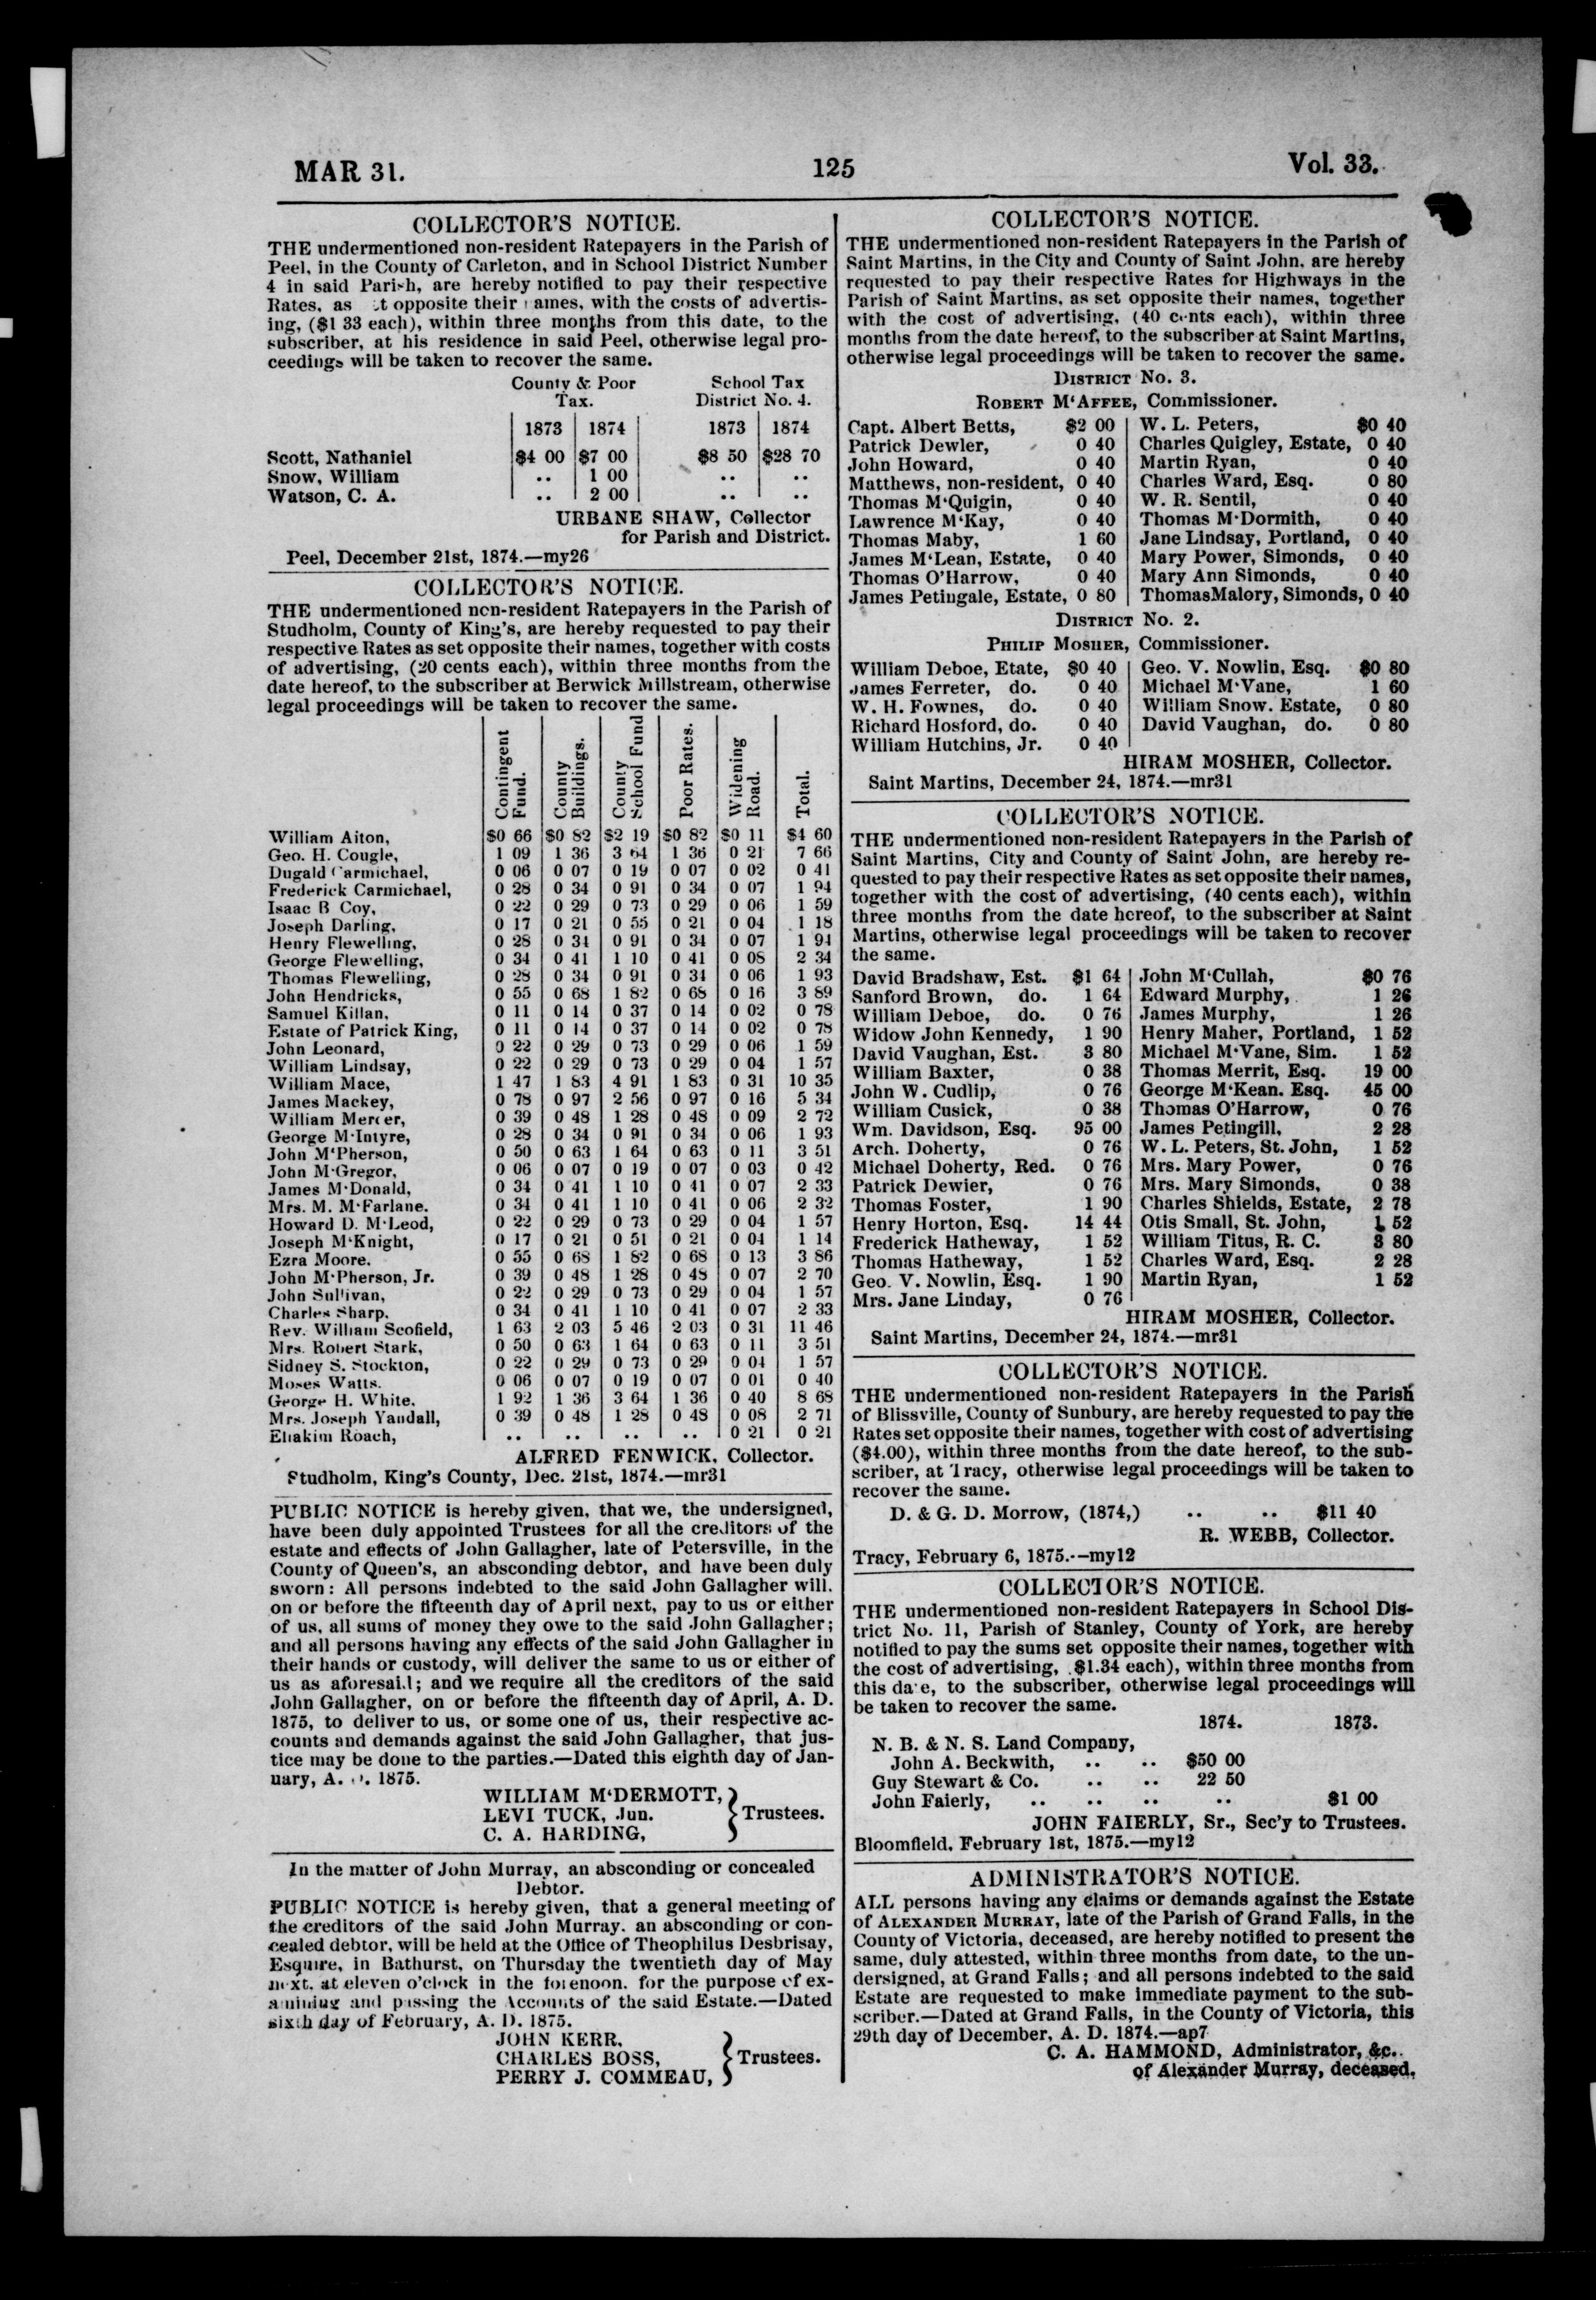 MAR 31.
125
Vol. 33.
COLLECTOR'S NOTICE.
THE undermentioned non-resident Ratepayers in the Parish of
Peel, in the County of Carleton, and in School District Number
4 in said Parish, are hereby notified to pay their respective
Rates, as opposite their ames, with the costs of advertis-
ing, ($1 33 each), within three months from this date, to the
subscriber, at his residence in said Peel, otherwise legal pro-
ceedings will be taken to recover the same.
County & Poor Tax. School Tax District No. 4.
1873 1874 1873 1874
Scott, Nathaniel $4 00 $7 00 $8 50 $28 70
Snow, William .. 1 00 .. ..
Watson, C. A. .. 2 00 .. ..
URBANE SHAW, Collector
for Parish and District.
Peel, December 21st, 1874.—my26
COLLECTOR'S NOTICE.
THE undermentioned non-resident Ratepayers in the Parish of
Studholm, County of King's, are hereby requested to pay their
respective Rates as set opposite their names, together with costs
of advertising, (20 cents each), within three months from the
date hereof, to the subscriber at Berwick Millstream, otherwise
legal proceedings will be taken to recover the same.
Contingent Fund. County Buildings. County School Fund Poor Rates. Widening Road. Total.
William Aiton, $0 66 $0 82 $2 19 $0 82 $0 11 $4 60
Geo. H. Cougle, 1 09 1 36 3 64 1 36 0 21 7 66
Dugald Carmichael, 0 06 0 07 0 19 0 07 0 02 0 41
Frederick Carmichael, 0 28 0 34 0 91 0 34 0 07 1 94
Isaac B Coy, 0 22 0 29 0 73 0 29 0 06 1 59
Joseph Darling, 0 17 0 21 0 55 0 21 0 04 1 18
Henry Flewelling, 0 28 0 34 0 91 0 34 0 07 1 94
George Flewelling, 0 34 0 41 1 10 0 41 0 08 2 34
Thomas Flewelling, 0 28 0 34 0 91 0 34 0 06 1 93
John Hendricks, 0 55 0 68 1 82 0 68 0 16 3 89
Samuel Killan, 0 11 0 14 0 37 0 14 0 02 0 78
Estate of Patrick King, 0 11 0 14 0 37 0 14 0 02 0 78
John Leonard, 0 22 0 29 0 73 0 29 0 06 1 59
William Lindsay, 0 22 0 29 0 73 0 29 0 04 1 57
William Mace, 1 47 1 83 4 91 1 83 0 31 10 35
James Mackey, 0 78 0 97 2 56 0 97 0 16 5 34
William Mercer, 0 39 0 48 1 28 0 48 0 09 2 72
George M'Intyre, 0 28 0 34 0 91 0 34 0 06 1 93
John M'Pherson, 0 50 0 63 1 64 0 63 0 11 3 51
John M'Gregor, 0 06 0 07 0 19 0 07 0 03 0 42
James M'Donald, 0 34 0 41 1 10 0 41 0 07 2 33
Mrs. M. M'Farlane. 0 34 0 41 1 10 0 41 0 06 2 32
Howard D. M'Leod, 0 22 0 29 0 73 0 29 0 04 1 57
Joseph M'Knight, 0 17 0 21 0 51 0 21 0 04 1 14
Ezra Moore. 0 55 0 68 1 82 0 68 0 13 3 86
John M'Pherson, Jr. 0 39 0 48 1 28 0 48 0 07 2 70
John Sullivan, 0 22 0 29 0 73 0 29 0 04 1 57
Charles Sharp, 0 34 0 41 1 10 0 41 0 07 2 33
Rev. William Scofield, 1 63 2 03 5 46 2 03 0 31 11 46
Mrs. Robert Stark, 0 50 0 63 1 64 0 63 0 11 3 51
Sidney S. Stockton, 0 22 0 29 0 73 0 29 0 04 1 57
Moses Watts. 0 06 0 07 0 19 0 07 0 01 0 40
George H. White. 1 92 1 36 3 64 1 36 0 40 8 68
Mrs. Joseph Yandall, 0 39 0 48 1 28 0 48 0 08 2 71
Eliakim Roach, .. .. .. .. 0 21 0 21
ALFRED FENWICK, Collector.
Studholm, King's County, Dec. 21st, 1874.—mr31
PUBLIC NOTICE is hereby given, that we, the undersigned,
have been duly appointed Trustees for all the creditors of the
estate and effects of John Gallagher, late of Petersville, in the
County of Queen's, an absconding debtor, and have been duly
sworn: All persons indebted to the said John Gallagher will,
on or before the fifteenth day of April next, pay to us or either
of us, all sums of money they owe to the said John Gallagher;
and all persons having any effects of the said John Gallagher in
their hands or custody, will deliver the same to us or either of
us as aforesaid; and we require all the creditors of the said
John Gallagher, on or before the fifteenth day of April, A. D.
1875, to deliver to us, or some one of us, their respective ac-
counts and demands against the said John Gallagher, that jus-
tice may be done to the parties.—Dated this eighth day of Jan-
uary, A. D. 1875.
WILLIAM M'DERMOTT,
LEVI TUCK, Jun. } Trustees.
C. A. HARDING,
In the matter of John Murray, an absconding or concealed
Debtor.
PUBLIC NOTICE is hereby given, that a general meeting of
the creditors of the said John Murray, an absconding or con-
cealed debtor, will be held at the Office of Theophilus Desbrisay,
Esquire, in Bathurst, on Thursday the twentieth day of May
next, at eleven o'clock in the forenoon, for the purpose of ex-
amining and passing the Accounts of the said Estate.—Dated
sixth day of February, A. D. 1875.
JOHN KERR,
CHARLES BOSS, } Trustees.
PERRY J. COMMEAU,
COLLECTOR'S NOTICE.
THE undermentioned non-resident Ratepayers in the Parish of
Saint Martins, in the City and County of Saint John, are hereby
requested to pay their respective Rates for Highways in the
Parish of Saint Martins, as set opposite their names, together
with the cost of advertising, (40 cents each), within three
months from the date hereof, to the subscriber at Saint Martins,
otherwise legal proceedings will be taken to recover the same.
DISTRICT No. 3.
ROBERT M'AFFEE, Commissioner.
Capt. Albert Betts, $2 00 W. L. Peters, $0 40
Patrick Dewler, 0 40 Charles Quigley, Estate, 0 40
John Howard, 0 40 Martin Ryan, 0 40
Matthews, non-resident, 0 40 Charles Ward, Esq. 0 80
Thomas M'Quigin, 0 40 W. R. Sentil, 0 40
Lawrence M'Kay, 0 40 Thomas M'Dormith, 0 40
Thomas Maby, 1 60 Jane Lindsay, Portland, 0 40
James M'Lean, Estate, 0 40 Mary Power, Simonds, 0 40
Thomas O'Harrow, 0 40 Mary Ann Simonds, 0 40
James Petingale, Estate, 0 80 ThomasMalory, Simonds, 0 40
DISTRICT No. 2.
PHILIP MOSHER, Commissioner.
William Deboe, Etate, $0 40 Geo. V. Nowlin, Esq. $0 80
James Ferreter, do. 0 40 Michael M'Vane, 1 60
W. H. Fownes, do. 0 40 William Snow. Estate, 0 80
Richard Hosford, do. 0 40 David Vaughan, do. 0 80
William Hutchins, Jr. 0 40
HIRAM MOSHER, Collector.
Saint Martins, December 24, 1874.—mr31
COLLECTOR'S NOTICE.
THE undermentioned non-resident Ratepayers in the Parish of
Saint Martins, City and County of Saint John, are hereby re-
quested to pay their respective Rates as set opposite their names,
together with the cost of advertising, (40 cents each), within
three months from the date hereof, to the subscriber at Saint
Martins, otherwise legal proceedings will be taken to recover
the same.
David Bradshaw, Est. $1 64 John M'Cullah, $0 76
Sanford Brown, do. 1 64 Edward Murphy, 1 26
William Deboe, do. 0 76 James Murphy, 1 26
Widow John Kennedy, 1 90 Henry Maher, Portland, 1 52
David Vaughan, Est. 3 80 Michael M'Vane, Sim. 1 52
William Baxter, 0 38 Thomas Merrit, Esq. 19 00
John W. Cudlip, 0 76 George M'Kean. Esq. 45 00
William Cusick, 0 38 Thomas O'Harrow, 0 76
Wm. Davidson, Esq. 95 00 James Petingill, 2 28
Arch. Doherty, 0 76 W. L. Peters, St. John, 1 52
Michael Doherty, Red. 0 76 Mrs. Mary Power, 0 76
Patrick Dewier, 0 76 Mrs. Mary Simonds, 0 38
Thomas Foster, 1 90 Charles Shields, Estate, 2 78
Henry Horton, Esq. 14 44 Otis Small, St. John, 1 52
Frederick Hatheway, 1 52 William Titus, R. C. 3 80
Thomas Hatheway, 1 52 Charles Ward, Esq. 2 28
Geo. V. Nowlin, Esq. 1 90 Martin Ryan, 1 52
Mrs. Jane Linday, 0 76
HIRAM MOSHER, Collector.
Saint Martins, December 24, 1874.—mr31
COLLECTOR'S NOTICE.
THE undermentioned non-resident Ratepayers in the Parish
of Blissville, County of Sunbury, are hereby requested to pay the
Rates set opposite their names, together with cost of advertising
($4.00), within three months from the date hereof, to the sub-
scriber, at Tracy, otherwise legal proceedings will be taken to
recover the same.
D. & G. D. Morrow, (1874,) .. .. $11 40
R. WEBB, Collector.
Tracy, February 6, 1875.--my12
COLLECTOR'S NOTICE.
THE undermentioned non-resident Ratepayers in School Dis-
trict No. 11, Parish of Stanley, County of York, are hereby
notified to pay the sums set opposite their names, together with
the cost of advertising, $1.34 each), within three months from
this date, to the subscriber, otherwise legal proceedings will
be taken to recover the same.
1874. 1873.
N. B. & N. S. Land Company,
John A. Beckwith, .. .. $50 00
Guy Stewart & Co. .. .. 22 50
John Faierly, .. .. .. .. $1 00
JOHN FAIERLY, Sr., Sec'y to Trustees.
Bloomfield, February 1st, 1875.—my12
ADMINISTRATOR'S NOTICE.
ALL persons having any claims or demands against the Estate
of ALEXANDER MURRAY, late of the Parish of Grand Falls, in the
County of Victoria, deceased, are hereby notified to present the
same, duly attested, within three months from date, to the un-
dersigned, at Grand Falls; and all persons indebted to the said
Estate are requested to make immediate payment to the sub-
scriber.—Dated at Grand Falls, in the County of Victoria, this
29th day of December, A. D. 1874.—ap7
C. A. HAMMOND, Administrator, &c.
of Alexander Murray, deceased.